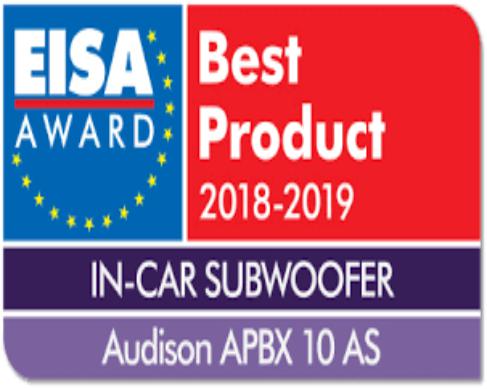 EISA
AWARD
Best
Product
2018-2019
IN-CAR SUBWOOFER
Audison APBX 10 AS